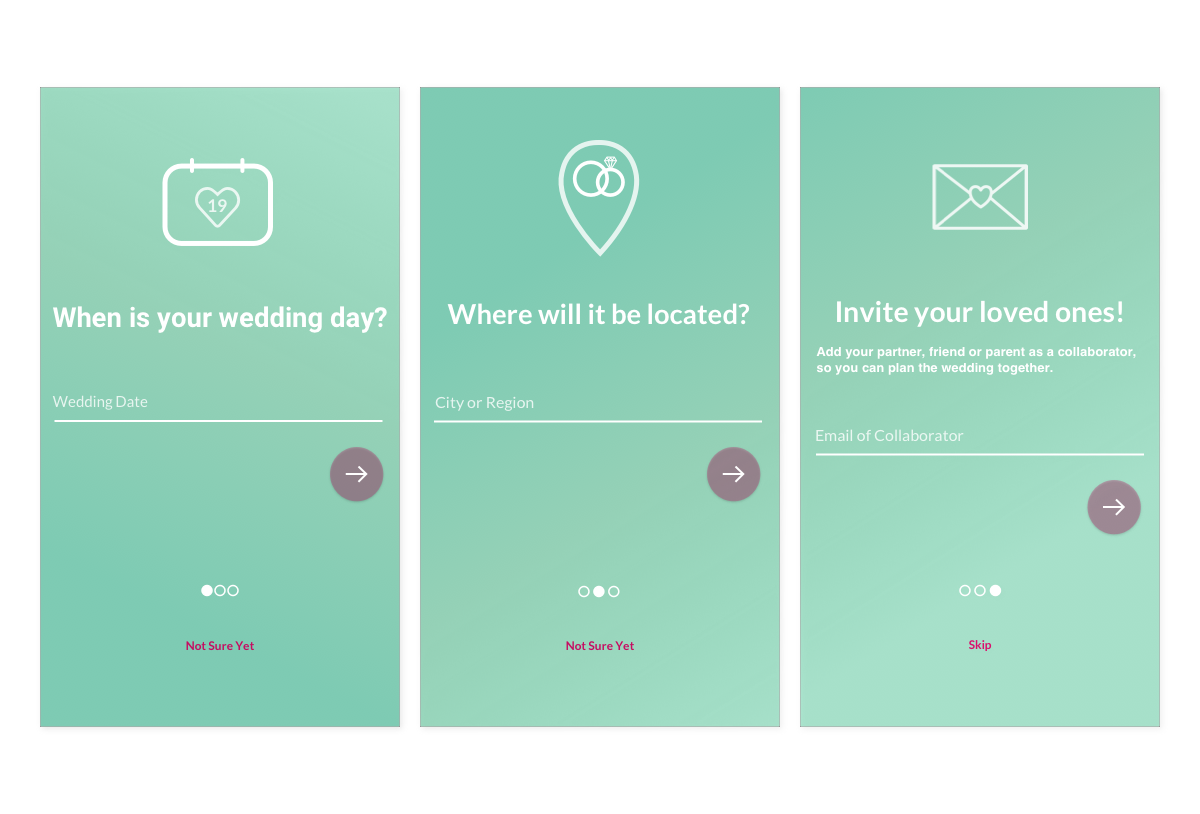 19
When is your wedding day?
Wedding Date
Not Sure Yet
Where will it be located?
City or Region
Not Sure Yet
Invite your loved ones!
Add your partner, friend or parent as a collaborator,
so you can plan the wedding together.
Email of Collaborator
Skip